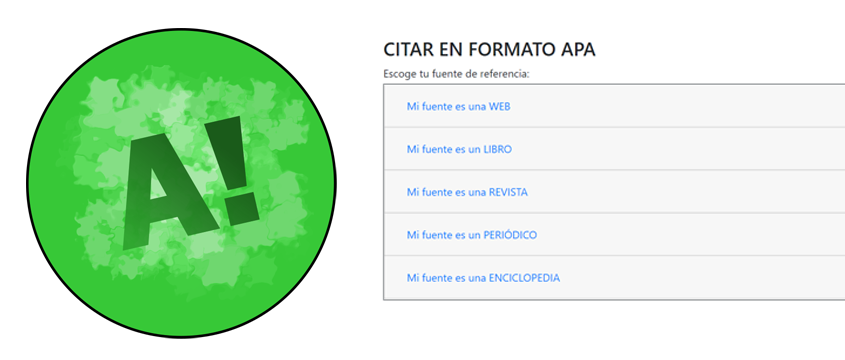 A!
CITAR EN FORMATO APA
Escoge tu fuente de referencia:
Mi fuente es una WEB
Mi fuente es un LIBRO
Mi fuente es una REVISTA
Mi fuente es un PERIÓDICO
Mi fuente es una ENCICLOPEDIA